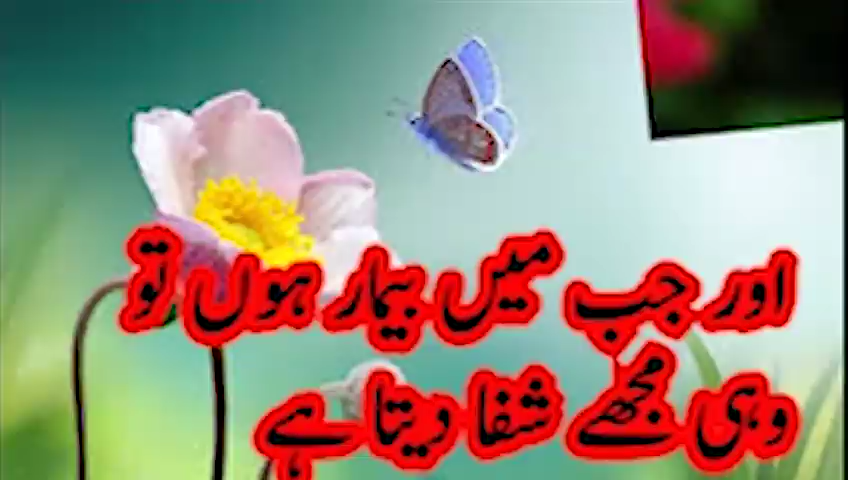 اور جب میں بیمار ہوں تو
وہی مجھے شفا دیتا ہے